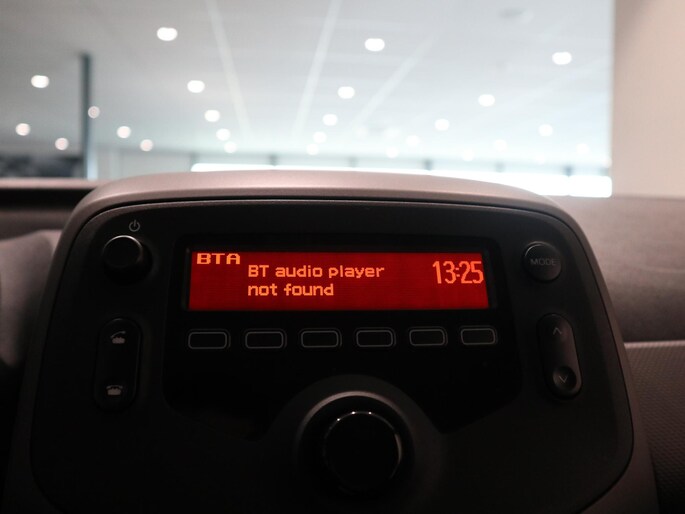 BTA
BT audio player
not found
13:25
MODE